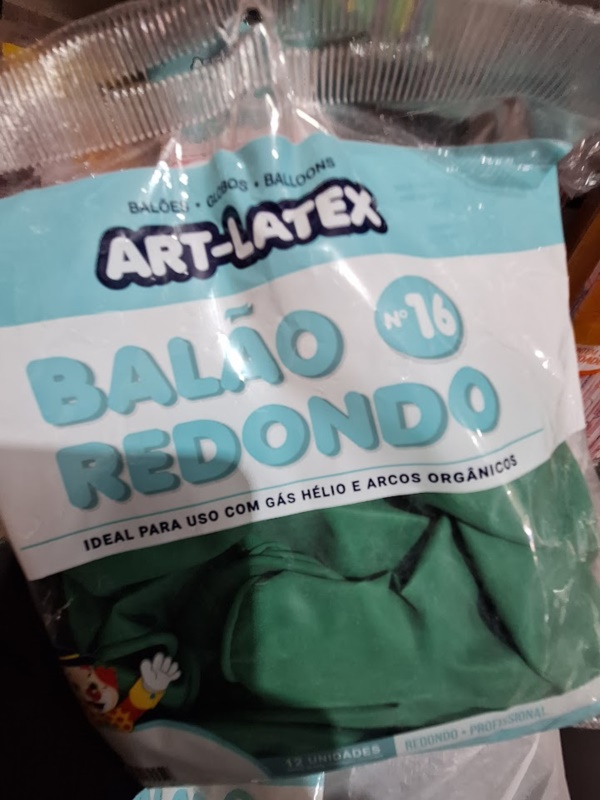 BALÕES • GLOBOS • BALLOONS
ART-LATEX
Nº 16
BALÃO
REDONDO
IDEAL PARA USO COM GÁS HÉLIO E ARCOS ORGÂNICOS
12 UNIDADES
REDONDO • PROFISSIONAL